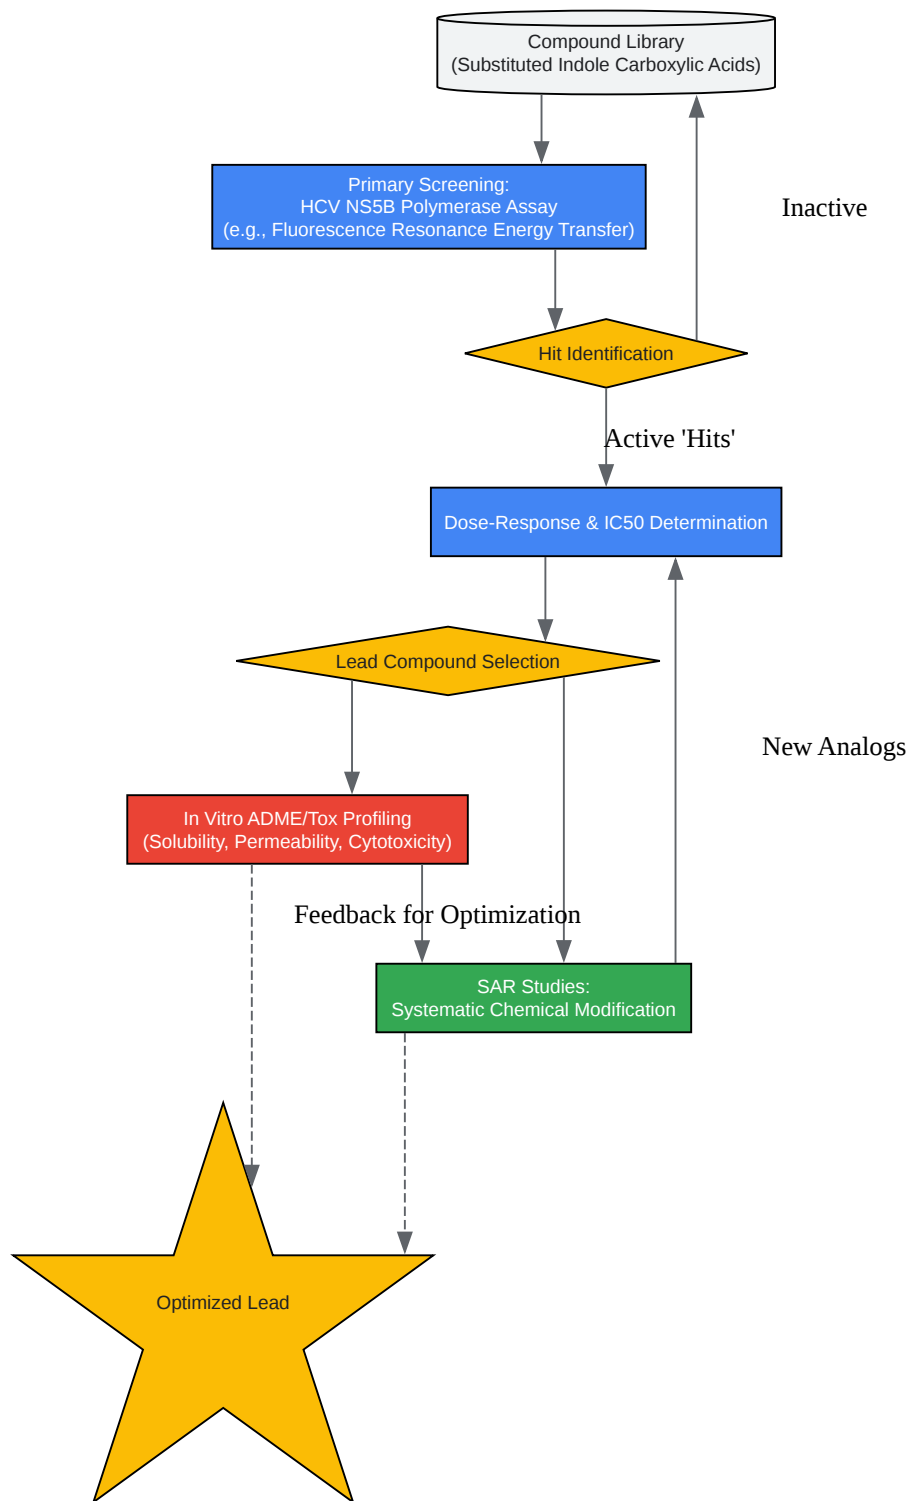 Compound Library
(Substituted Indole Carboxylic Acids)
Primary Screening:
HCV NS5B Polymerase Assay
(e.g., Fluorescence Resonance Energy Transfer)
Inactive
Hit Identification
Active 'Hits'
Dose-Response & IC50 Determination
Lead Compound Selection
New Analogs
In Vitro ADME/Tox Profiling
(Solubility, Permeability, Cytotoxicity)
Feedback for Optimization
SAR Studies:
Systematic Chemical Modification
Optimized Lead